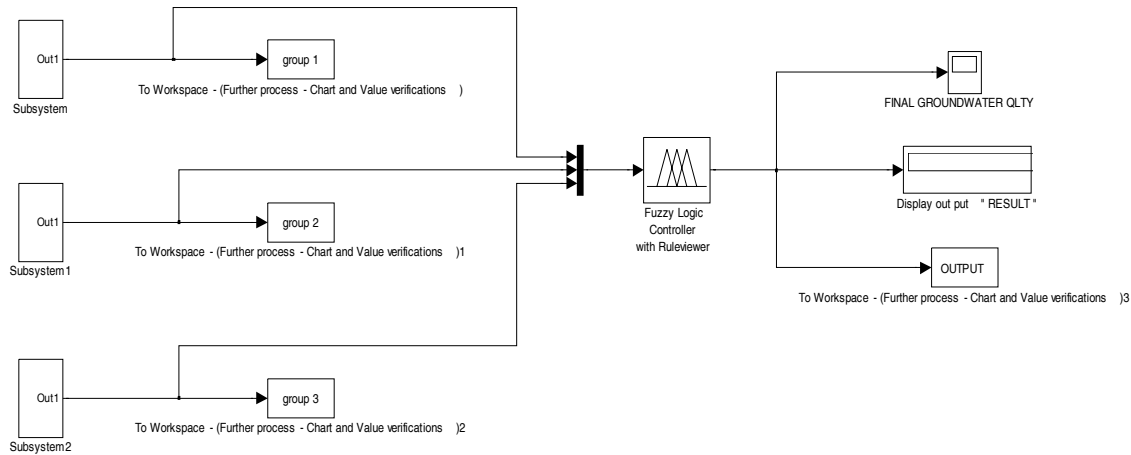 Out1
Subsystem
group 1
To Workspace - (Further process - Chart and Value verifications )
Out1
Subsystem1
group 2
To Workspace - (Further process - Chart and Value verifications )1
Out1
Subsystem2
group 3
To Workspace - (Further process - Chart and Value verifications )2
Fuzzy Logic
Controller
with Ruleviewer
FINAL GROUNDWATER QLTY
Display out put " RESULT "
OUTPUT
To Workspace - (Further process - Chart and Value verifications )3